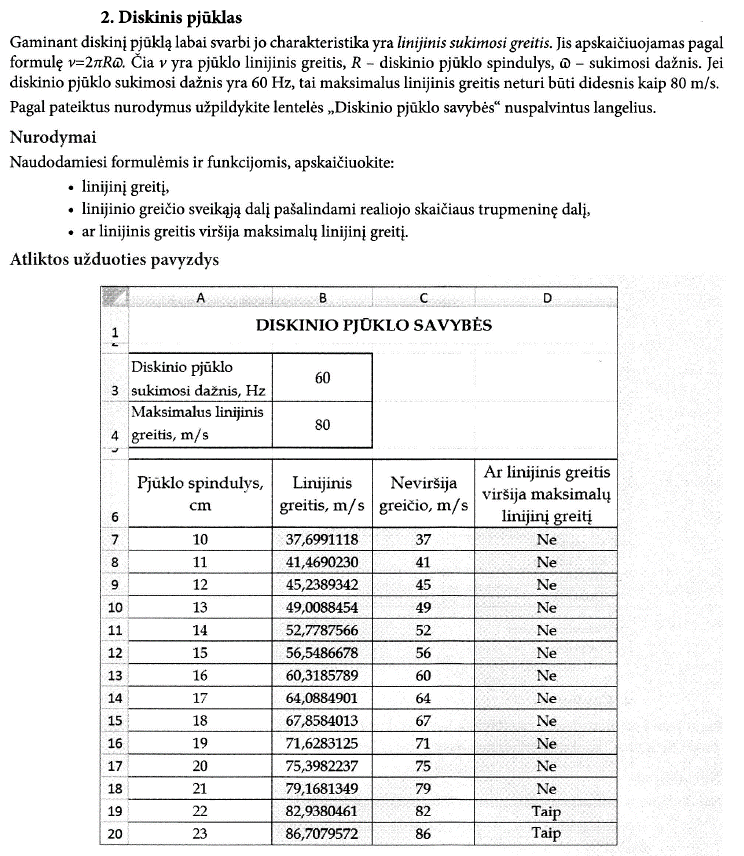 2. Diskinis pjūklas
Gaminant diskinį pjūklą labai svarbi jo charakteristika yra linijinis sukimosi greitis. Jis apskaičiuojamas pagal
formulę v=2πRω. Čia v yra pjūklo linijinis greitis, R – diskinio pjūklo spindulys, ω – sukimosi dažnis. Jei
diskinio pjūklo sukimosi dažnis yra 60 Hz, tai maksimalus linijinis greitis neturi būti didesnis kaip 80 m/s.
Pagal pateiktus nurodymus užpildykite lentelės „Diskinio pjūklo savybės“ nuspalvintus langelius.
Nurodymai
Naudodamiesi formulėmis ir funkcijomis, apskaičiuokite:
• linijinį greitį,
• linijinio greičio sveikąją dalį pašalindami realiojo skaičiaus trupmeninę dalį,
• ar linijinis greitis viršija maksimalų linijinį greitį.
Atliktos užduoties pavyzdys
A B C D
1 DISKINIO PJŪKLO SAVYBĖS
Diskinio pjūklo
3 sukimosi dažnis, Hz 60
Maksimalus linijinis
4 greitis, m/s 80
6 Pjūklo spindulys, cm Linijinis greitis, m/s Neviršija greičio, m/s Ar linijinis greitis viršija maksimalų linijinį greitį
7 10 37,6991118 37 Ne
8 11 41,4690230 41 Ne
9 12 45,2389342 45 Ne
10 13 49,0088454 49 Ne
11 14 52,7787566 52 Ne
12 15 56,5486678 56 Ne
13 16 60,3185789 60 Ne
14 17 64,0884901 64 Ne
15 18 67,8584013 67 Ne
16 19 71,6283125 71 Ne
17 20 75,3982237 75 Ne
18 21 79,1681349 79 Ne
19 22 82,9380461 82 Taip
20 23 86,7079572 86 Taip